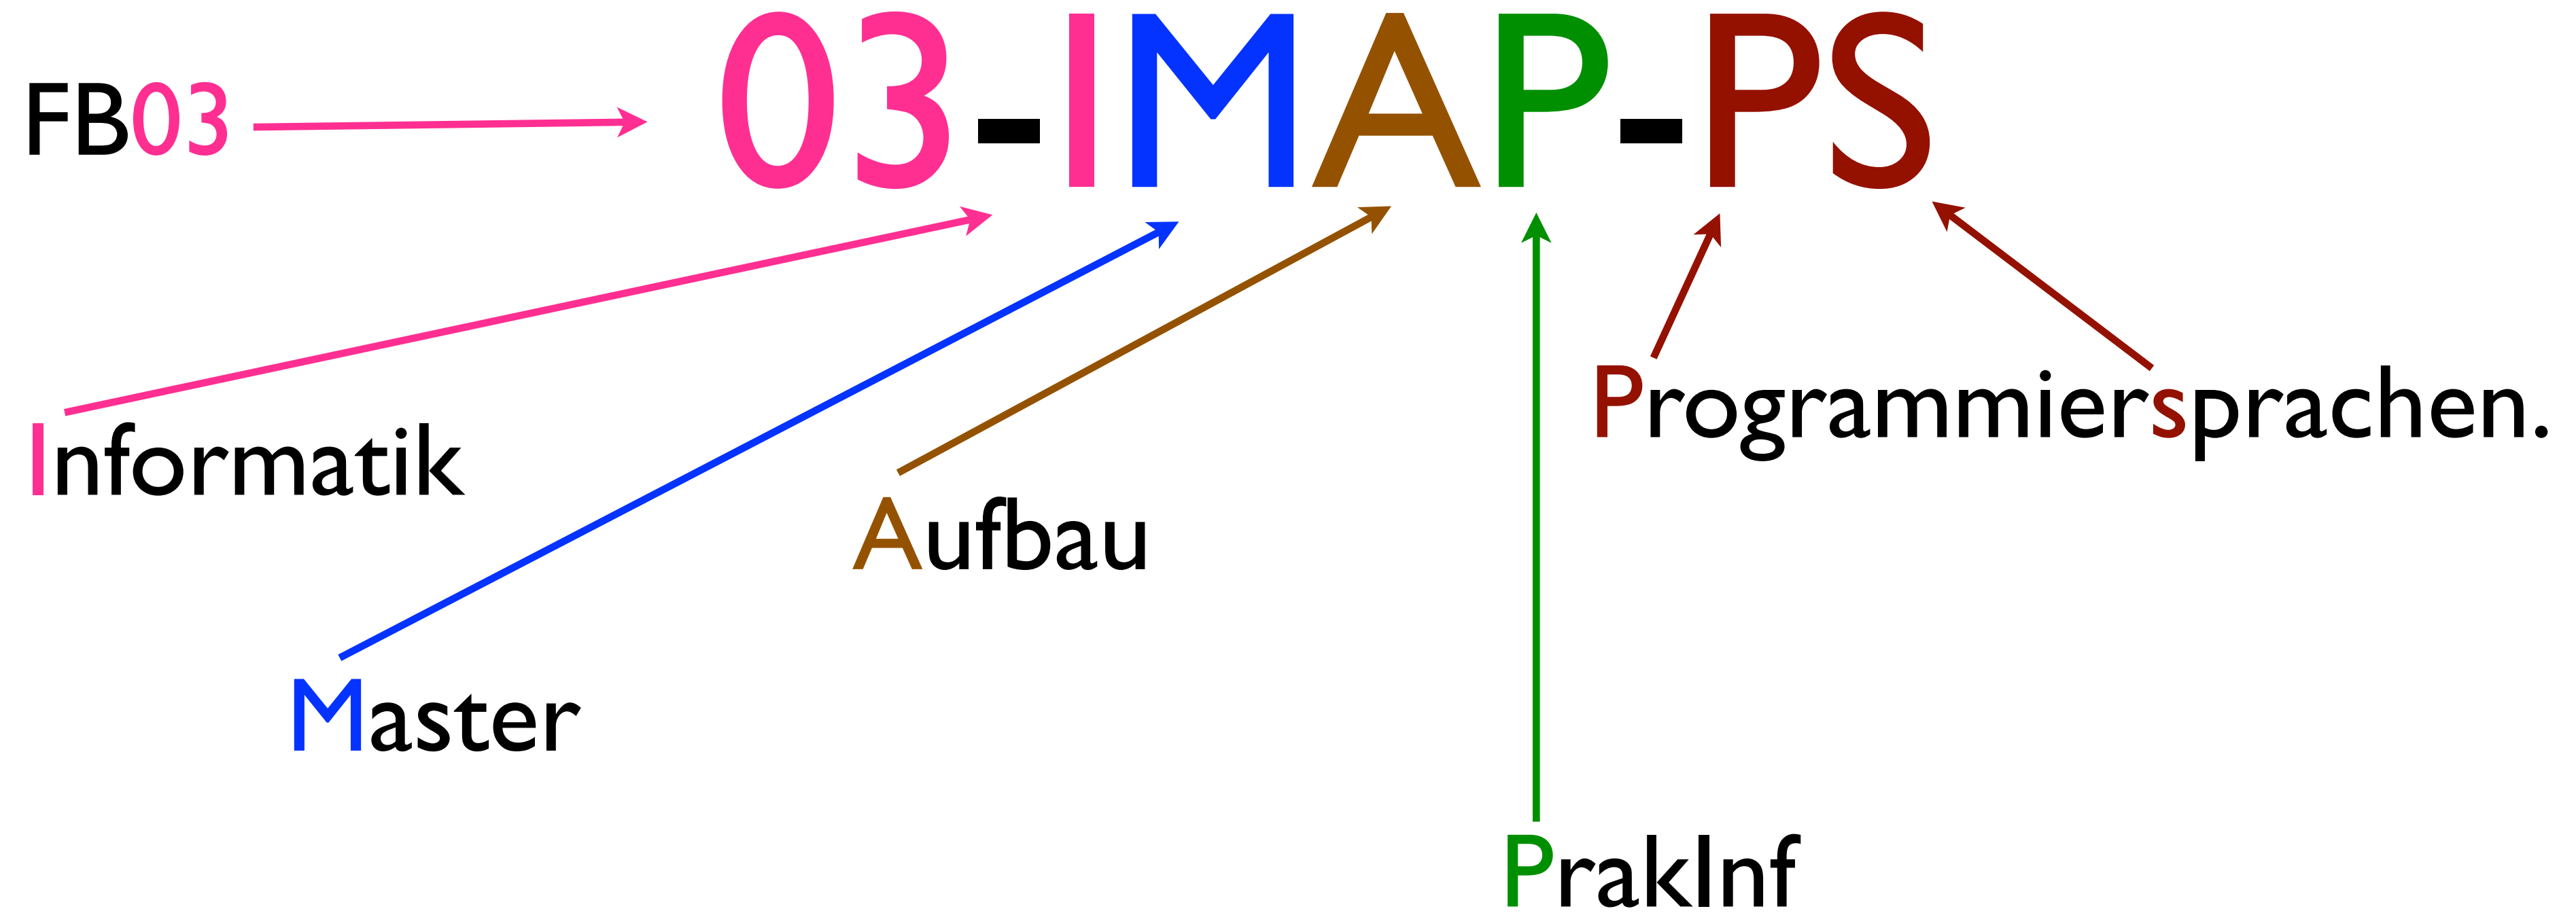 03-IMAP-PS
FB03
Informatik
Master
Aufbau
PrakInf
Programmiersprachen.